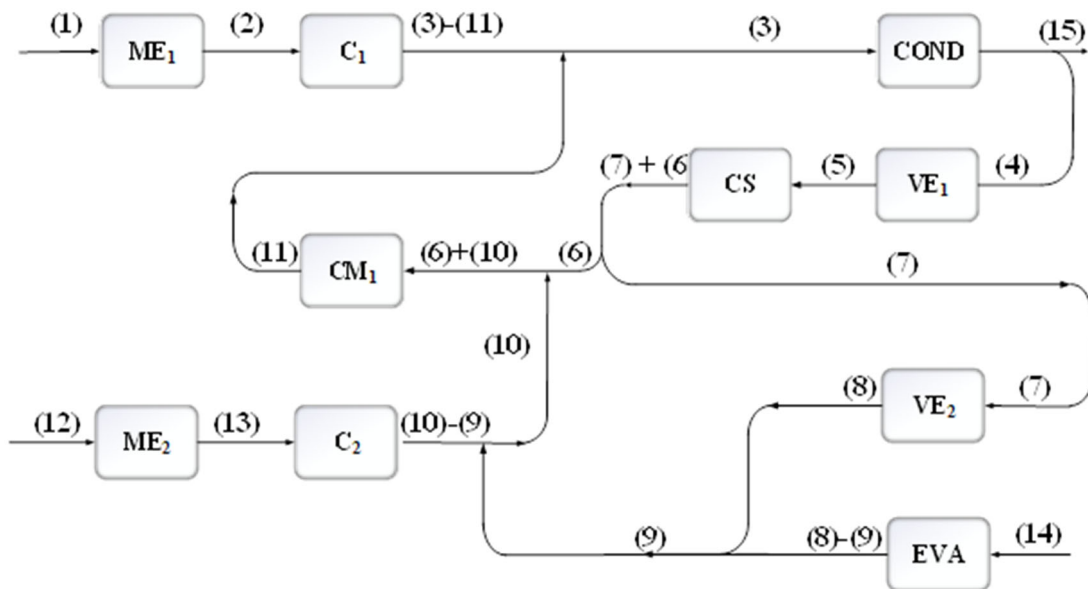 (1) ME₁ (2) C₁ (3)-(11) (3) COND (15)
(7) + (6 CS (5) VE₁ (4)
(11) CM₁ (6)+(10) (6) (7)
(10)
(12) ME₂ (13) C₂ (10)-(9) (8) VE₂ (7)
(9) (8)-(9) EVA (14)